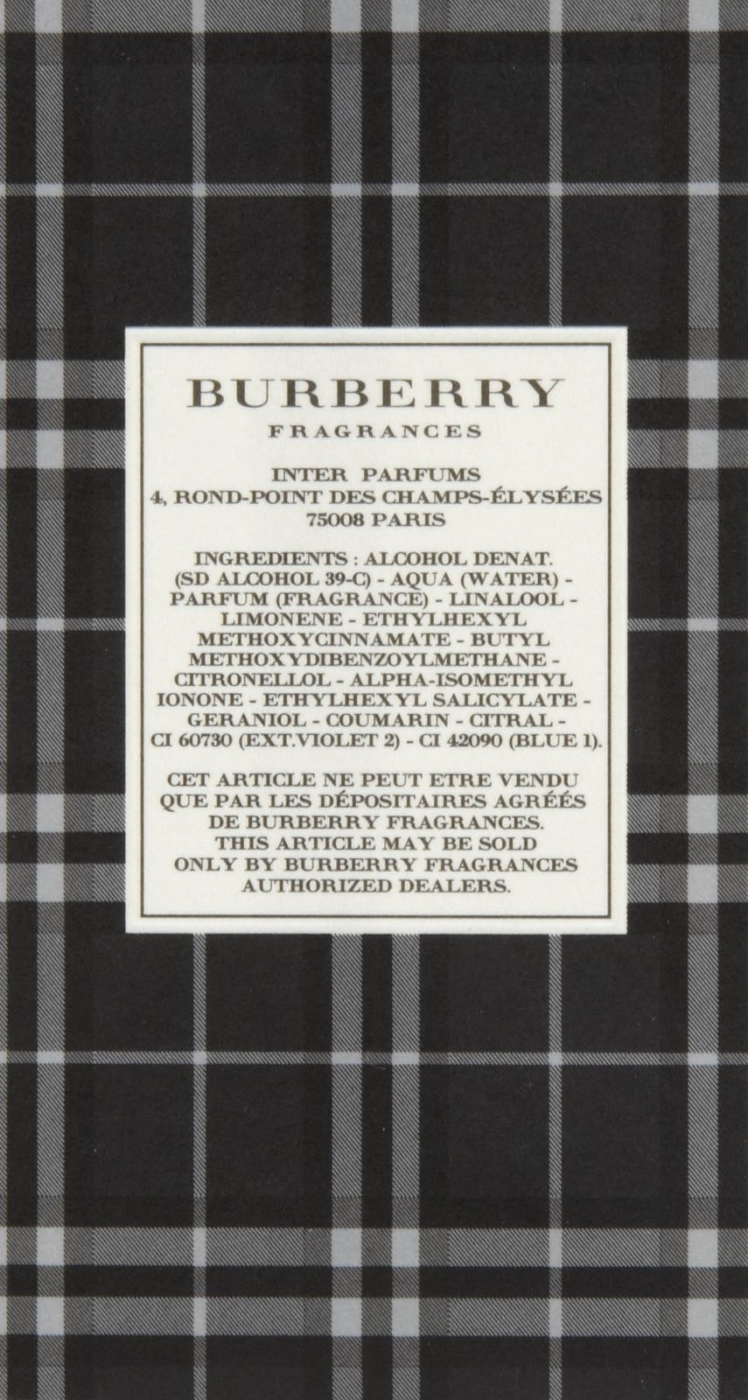 BURBERRY
FRAGRANCES
INTER PARFUMS
4, ROND-POINT DES CHAMPS-ÉLYSÉES
75008 PARIS
INGREDIENTS : ALCOHOL DENAT.
(SD ALCOHOL 39-C) - AQUA (WATER) -
PARFUM (FRAGRANCE) - LINALOOL -
LIMONENE - ETHYLHEXYL
METHOXYCINNAMATE - BUTYL
METHOXYDIBENZOYLMETHANE -
CITRONELLOL - ALPHA-ISOMETHYL
IONONE - ETHYLHEXYL SALICYLATE -
GERANIOL - COUMARIN - CITRAL -
CI 60730 (EXT.VIOLET 2) - CI 42090 (BLUE 1).
CET ARTICLE NE PEUT ETRE VENDU
QUE PAR LES DÉPOSITAIRES AGRÉÉS
DE BURBERRY FRAGRANCES.
THIS ARTICLE MAY BE SOLD
ONLY BY BURBERRY FRAGRANCES
AUTHORIZED DEALERS.